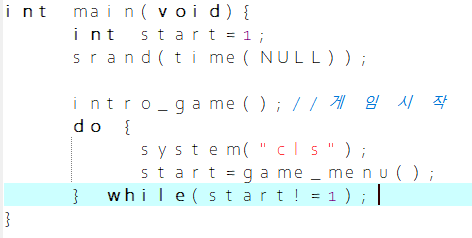 int main(void){
int start=1;
srand(time(NULL));
intro_game();//게임시작
do {
system("cls");
start=game_menu();
} while(start!=1);
}